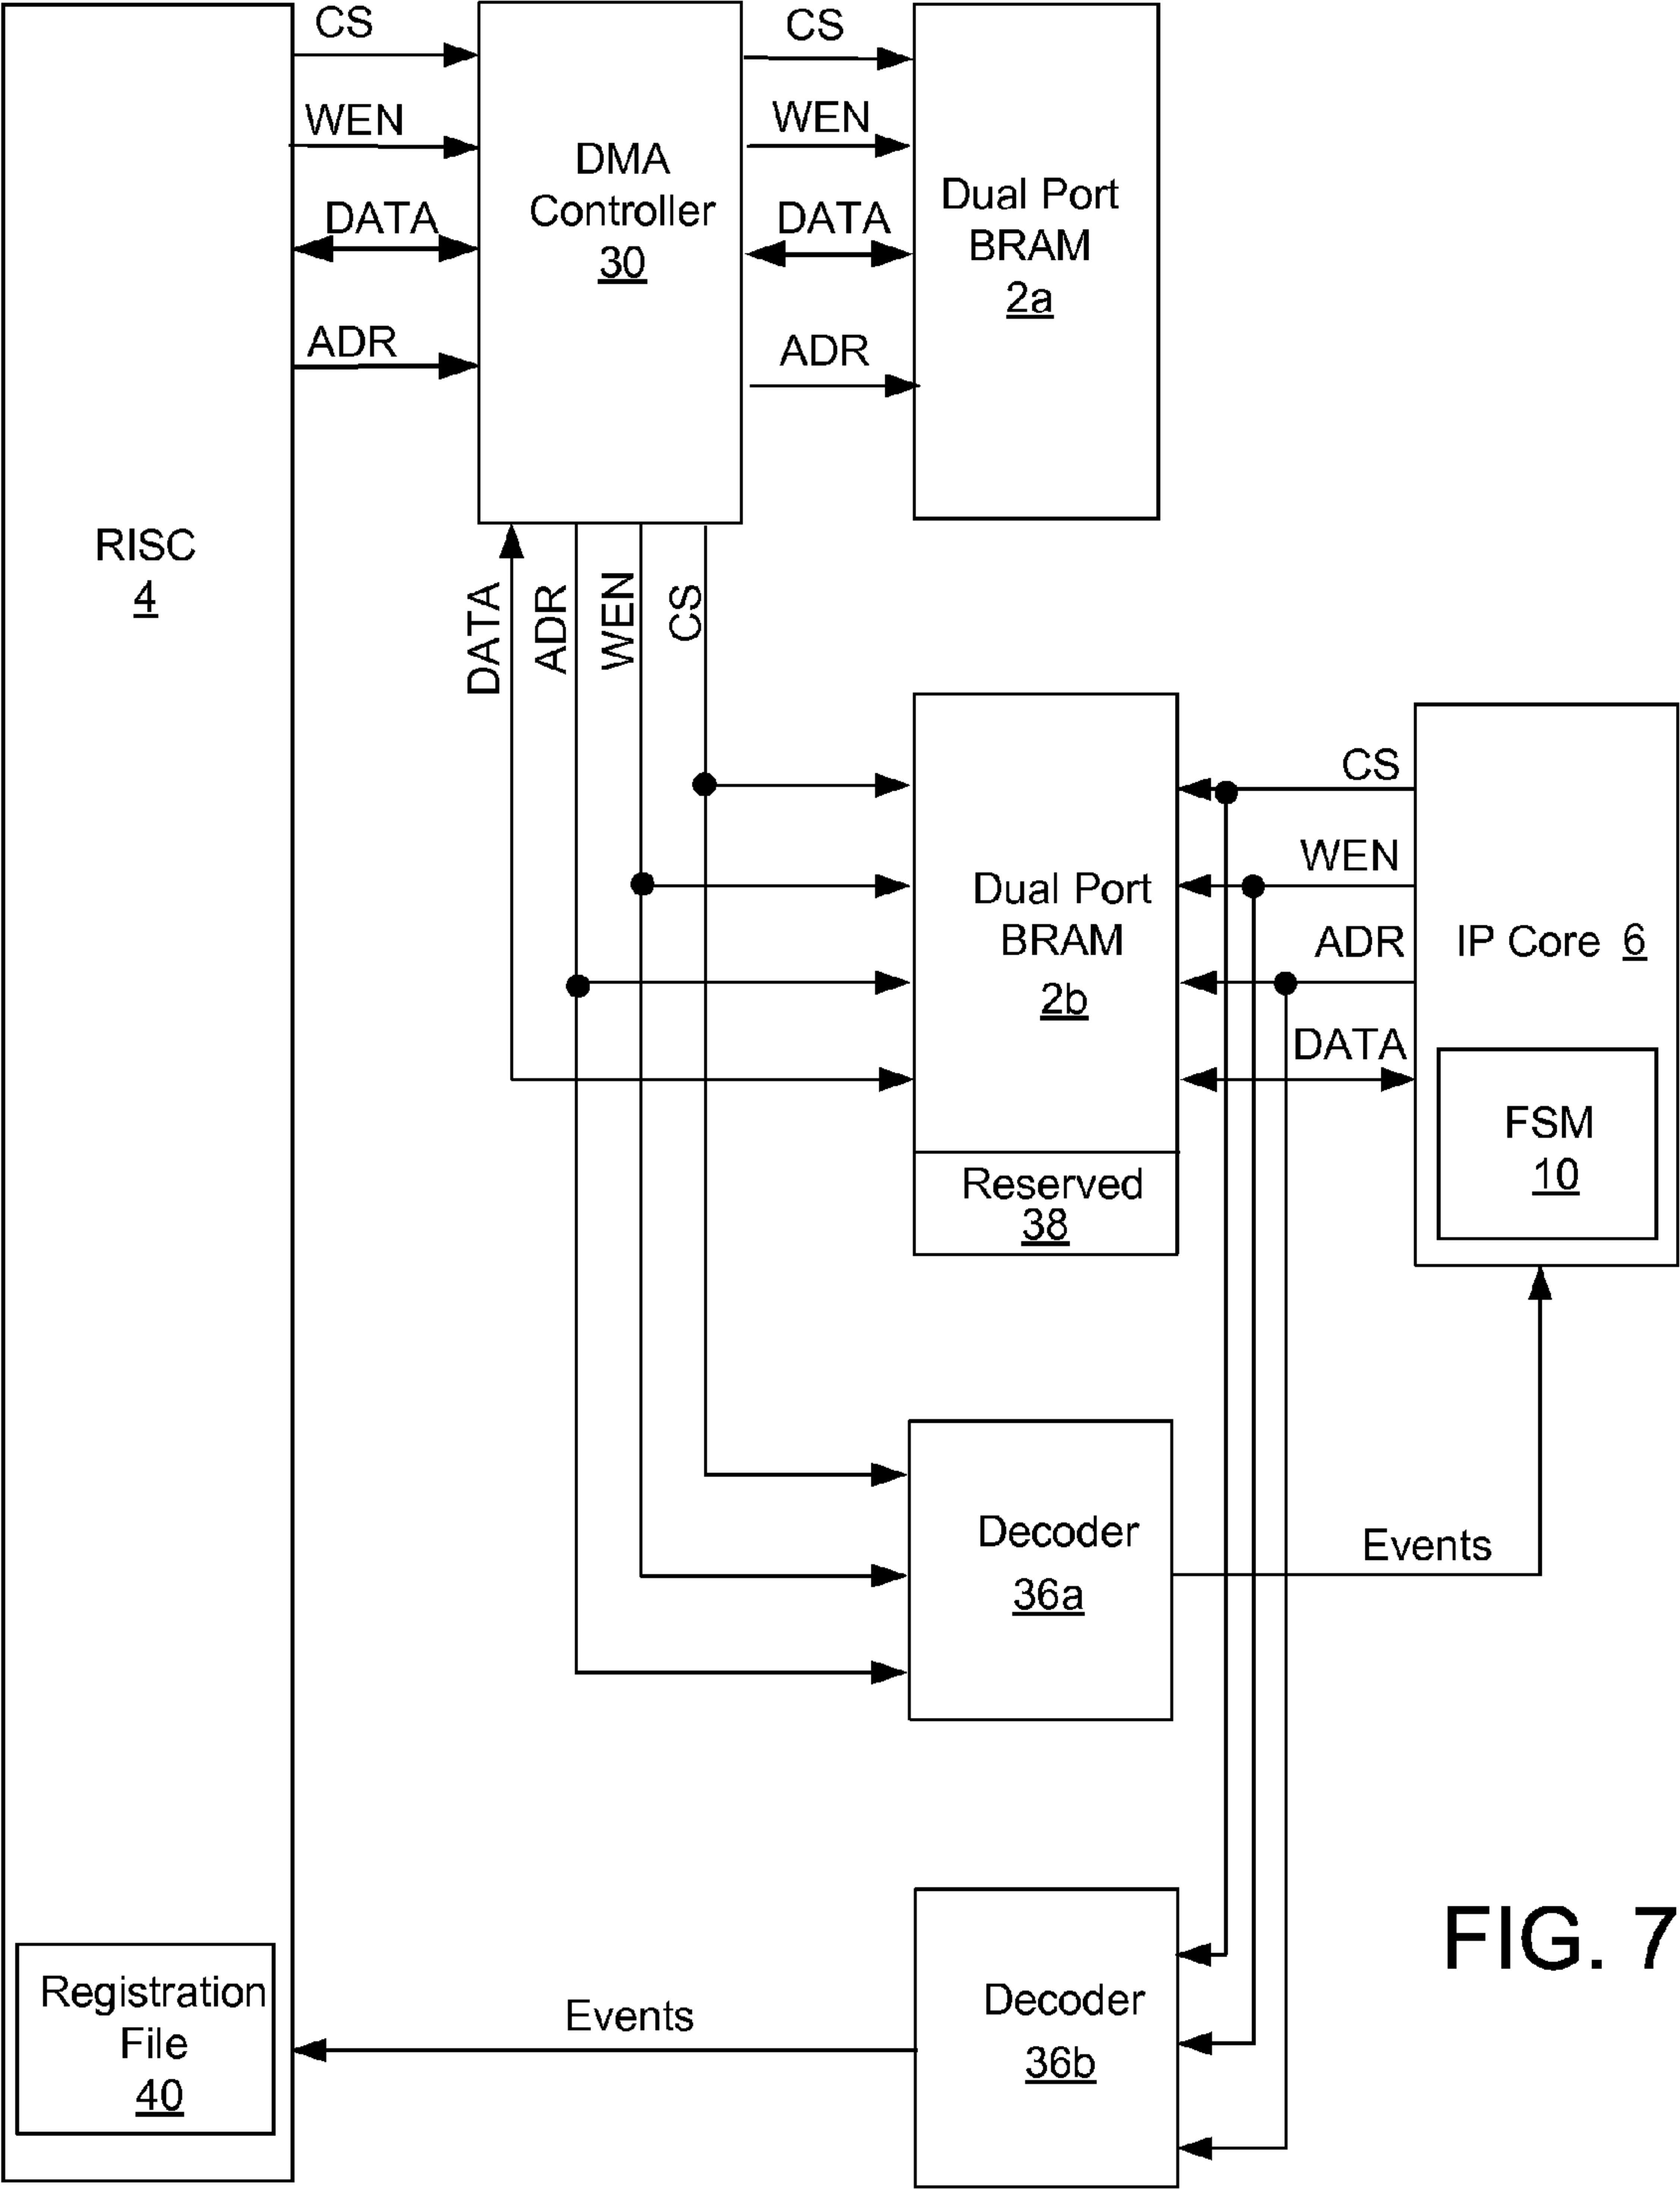 CS
WEN
DATA
ADR
DMA
Controller
30
CS
WEN
DATA
ADR
Dual Port
BRAM
2a
RISC
4
DATA
ADR
WEN
CS
Dual Port
BRAM
2b
Reserved
38
CS
WEN
ADR
DATA
IP Core 6
FSM
10
Decoder
36a
Events
Registration
File
40
Events
Decoder
36b
FIG. 7